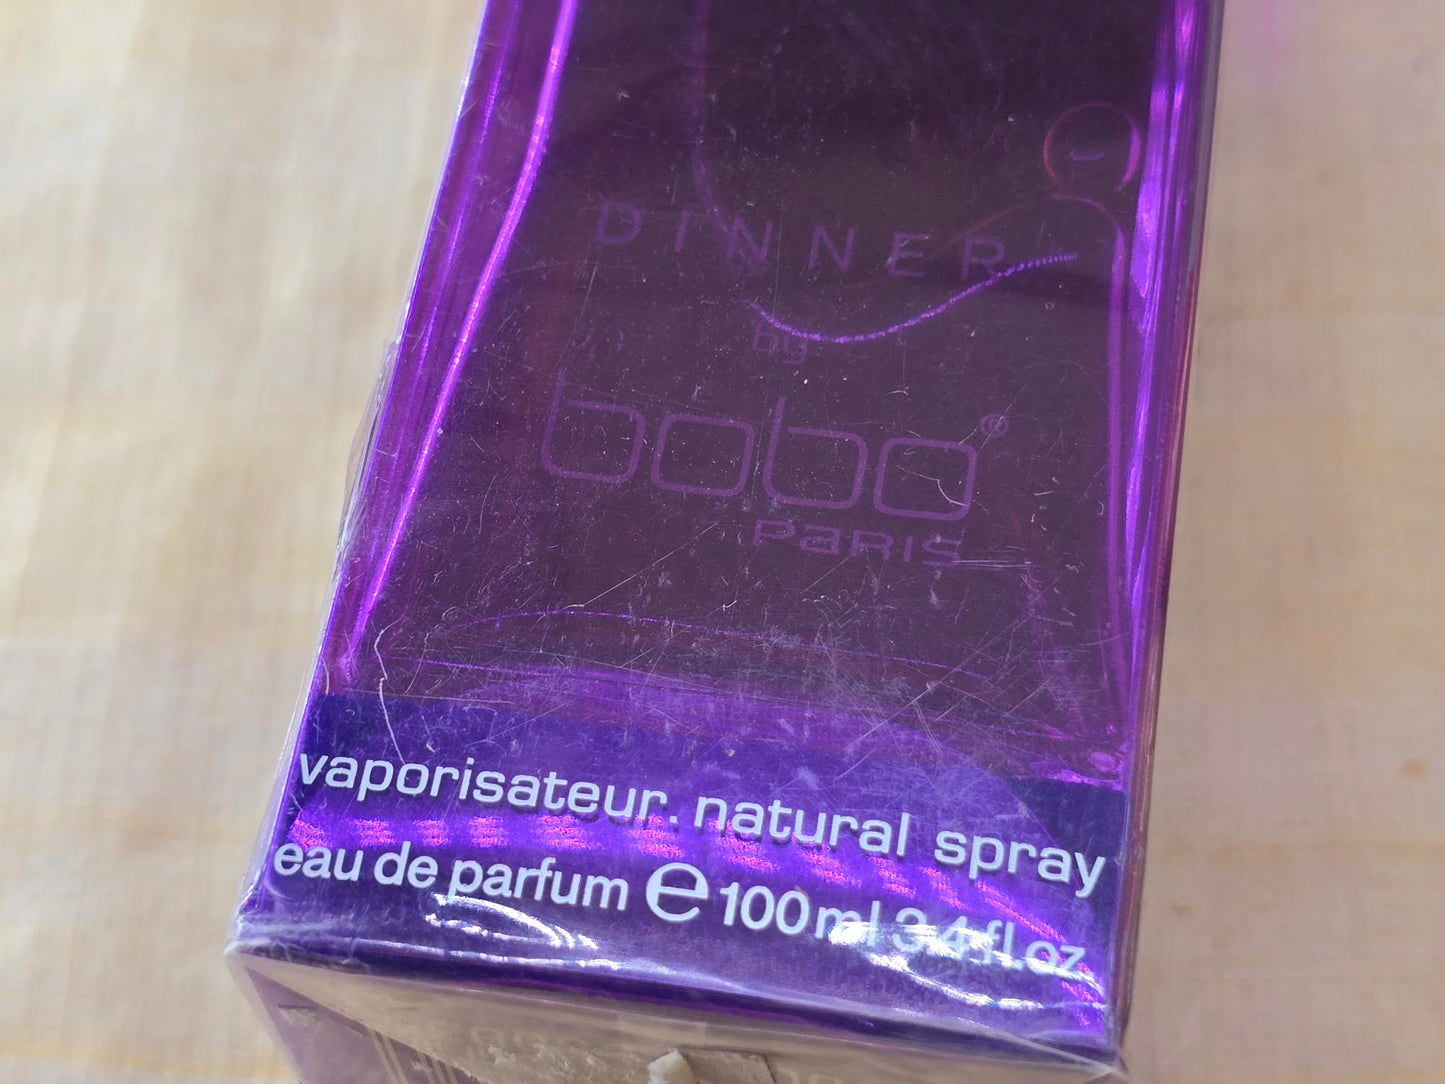 DINNER
by
bobo®
PARIS
vaporisateur. natural spray
eau de parfum e 100ml 3.4 fl.oz